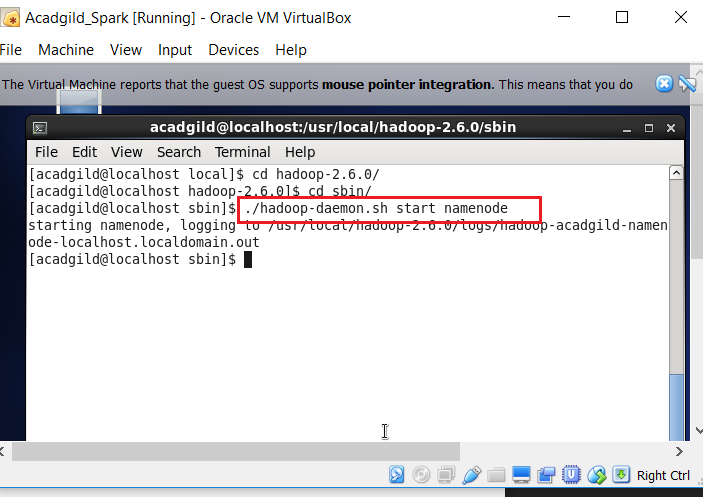 Acadgild_Spark [Running] - Oracle VM VirtualBox
File Machine View Input Devices Help
The Virtual Machine reports that the guest OS supports mouse pointer integration. This means that you do
acadgild@localhost:/usr/local/hadoop-2.6.0/sbin
File Edit View Search Terminal Help
[acadgild@localhost local]$ cd hadoop-2.6.0/
[acadgild@localhost hadoop-2.6.0]$ cd sbin/
[acadgild@localhost sbin]$ ./hadoop-daemon.sh start namenode
starting namenode, logging to /usr/local/hadoop-2.6.0/logs/hadoop-acadgild-namen
ode-localhost.localdomain.out
[acadgild@localhost sbin]$
Right Ctrl